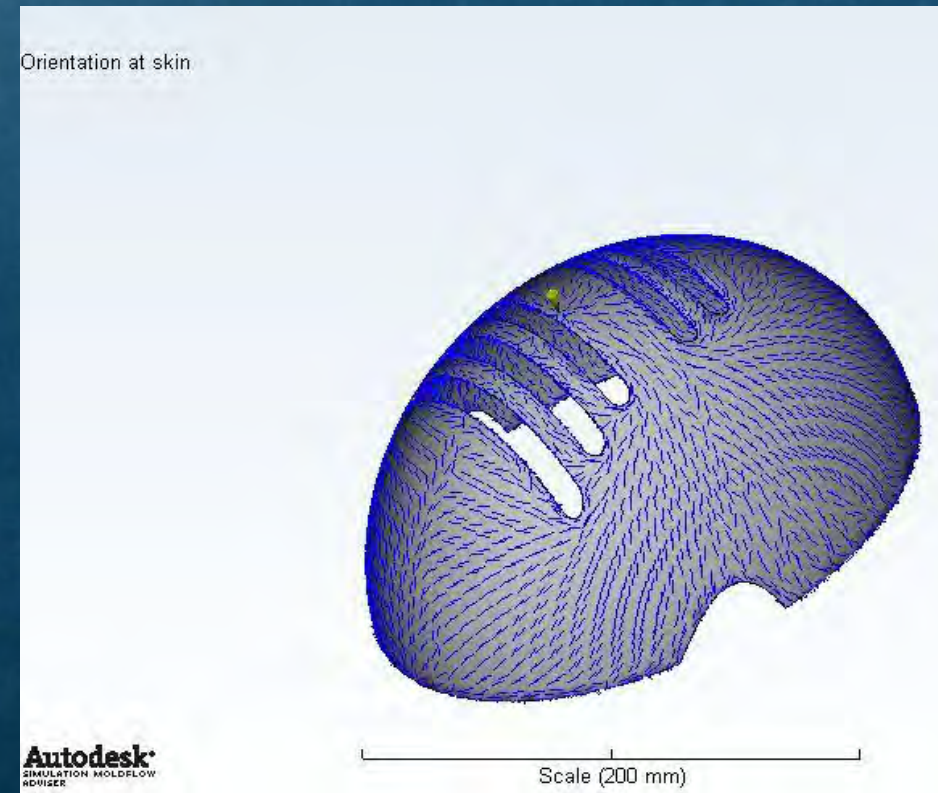 Orientation at skin
Autodesk
SIMULATION MOLDFLOW
ADVISER
Scale (200 mm)